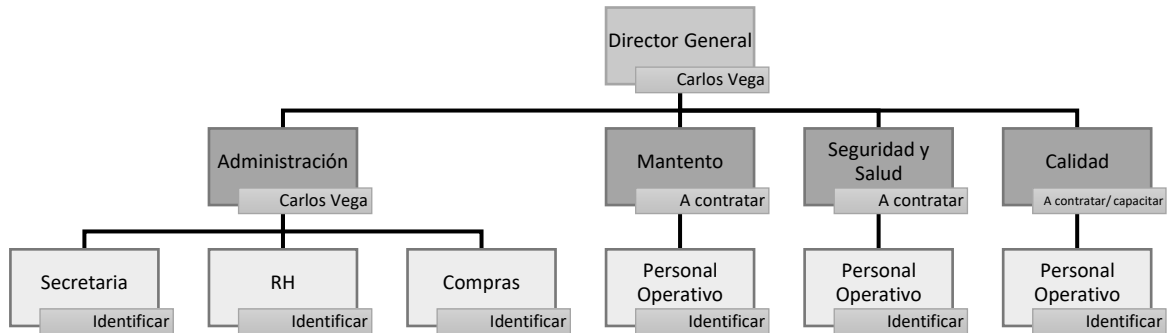 Director General
Carlos Vega
Administración
Carlos Vega
Mantento
A contratar
Seguridad y
Salud
A contratar
Calidad
A contratar/ capacitar
Secretaria
Identificar
RH
Identificar
Compras
Identificar
Personal
Operativo
Identificar
Personal
Operativo
Identificar
Personal
Operativo
Identificar